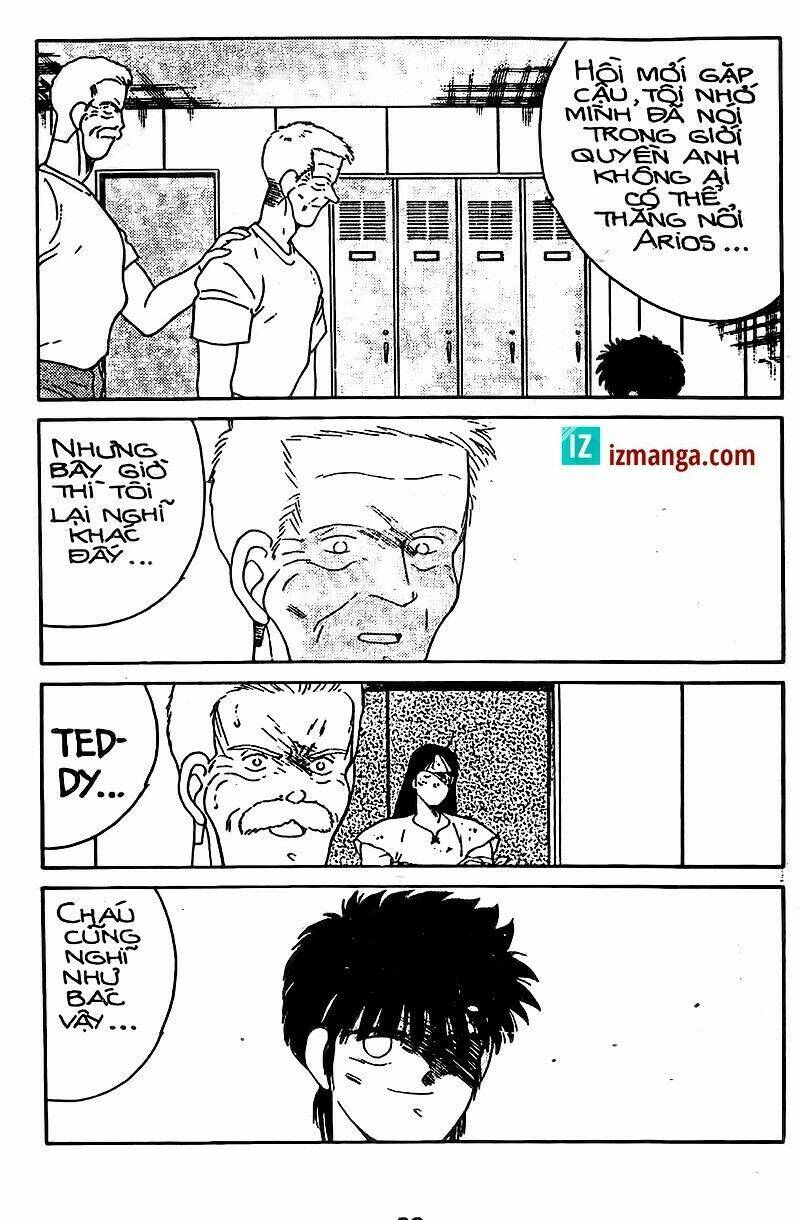 HỒI MỚI GẶP
CẬU, TÔI NHỚ
MÌNH ĐÃ NÓI
TRONG GIỚI
QUYỀN ANH
KHÔNG AI
CÓ THỂ
THẮNG NỔI
ARIOS...
IZ izmanga.com
NHƯNG
BÂY GIỜ
THÌ TÔI
LẠI NGHĨ
KHÁC
ĐẤY...
TED-
DY...
CHÁU
CŨNG
NGHĨ
NHƯ
BÁC
VẬY...